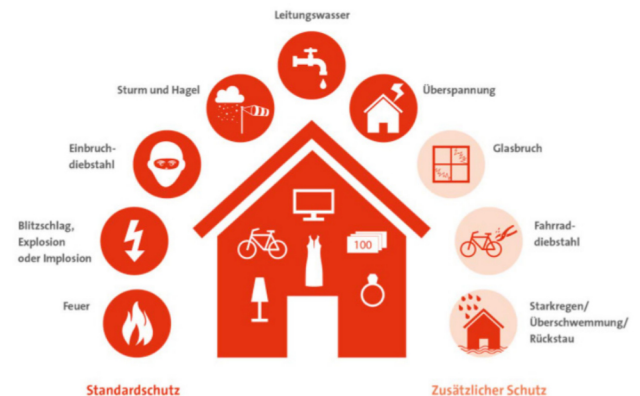 Leitungswasser
Sturm und Hagel
Überspannung
Einbruch-
diebstahl
Glasbruch
Blitzschlag,
Explosion
oder Implosion
Fahrrad-
diebstahl
100
Feuer
Starkregen/
Überschwemmung/
Rückstau
Standardschutz
Zusätzlicher Schutz